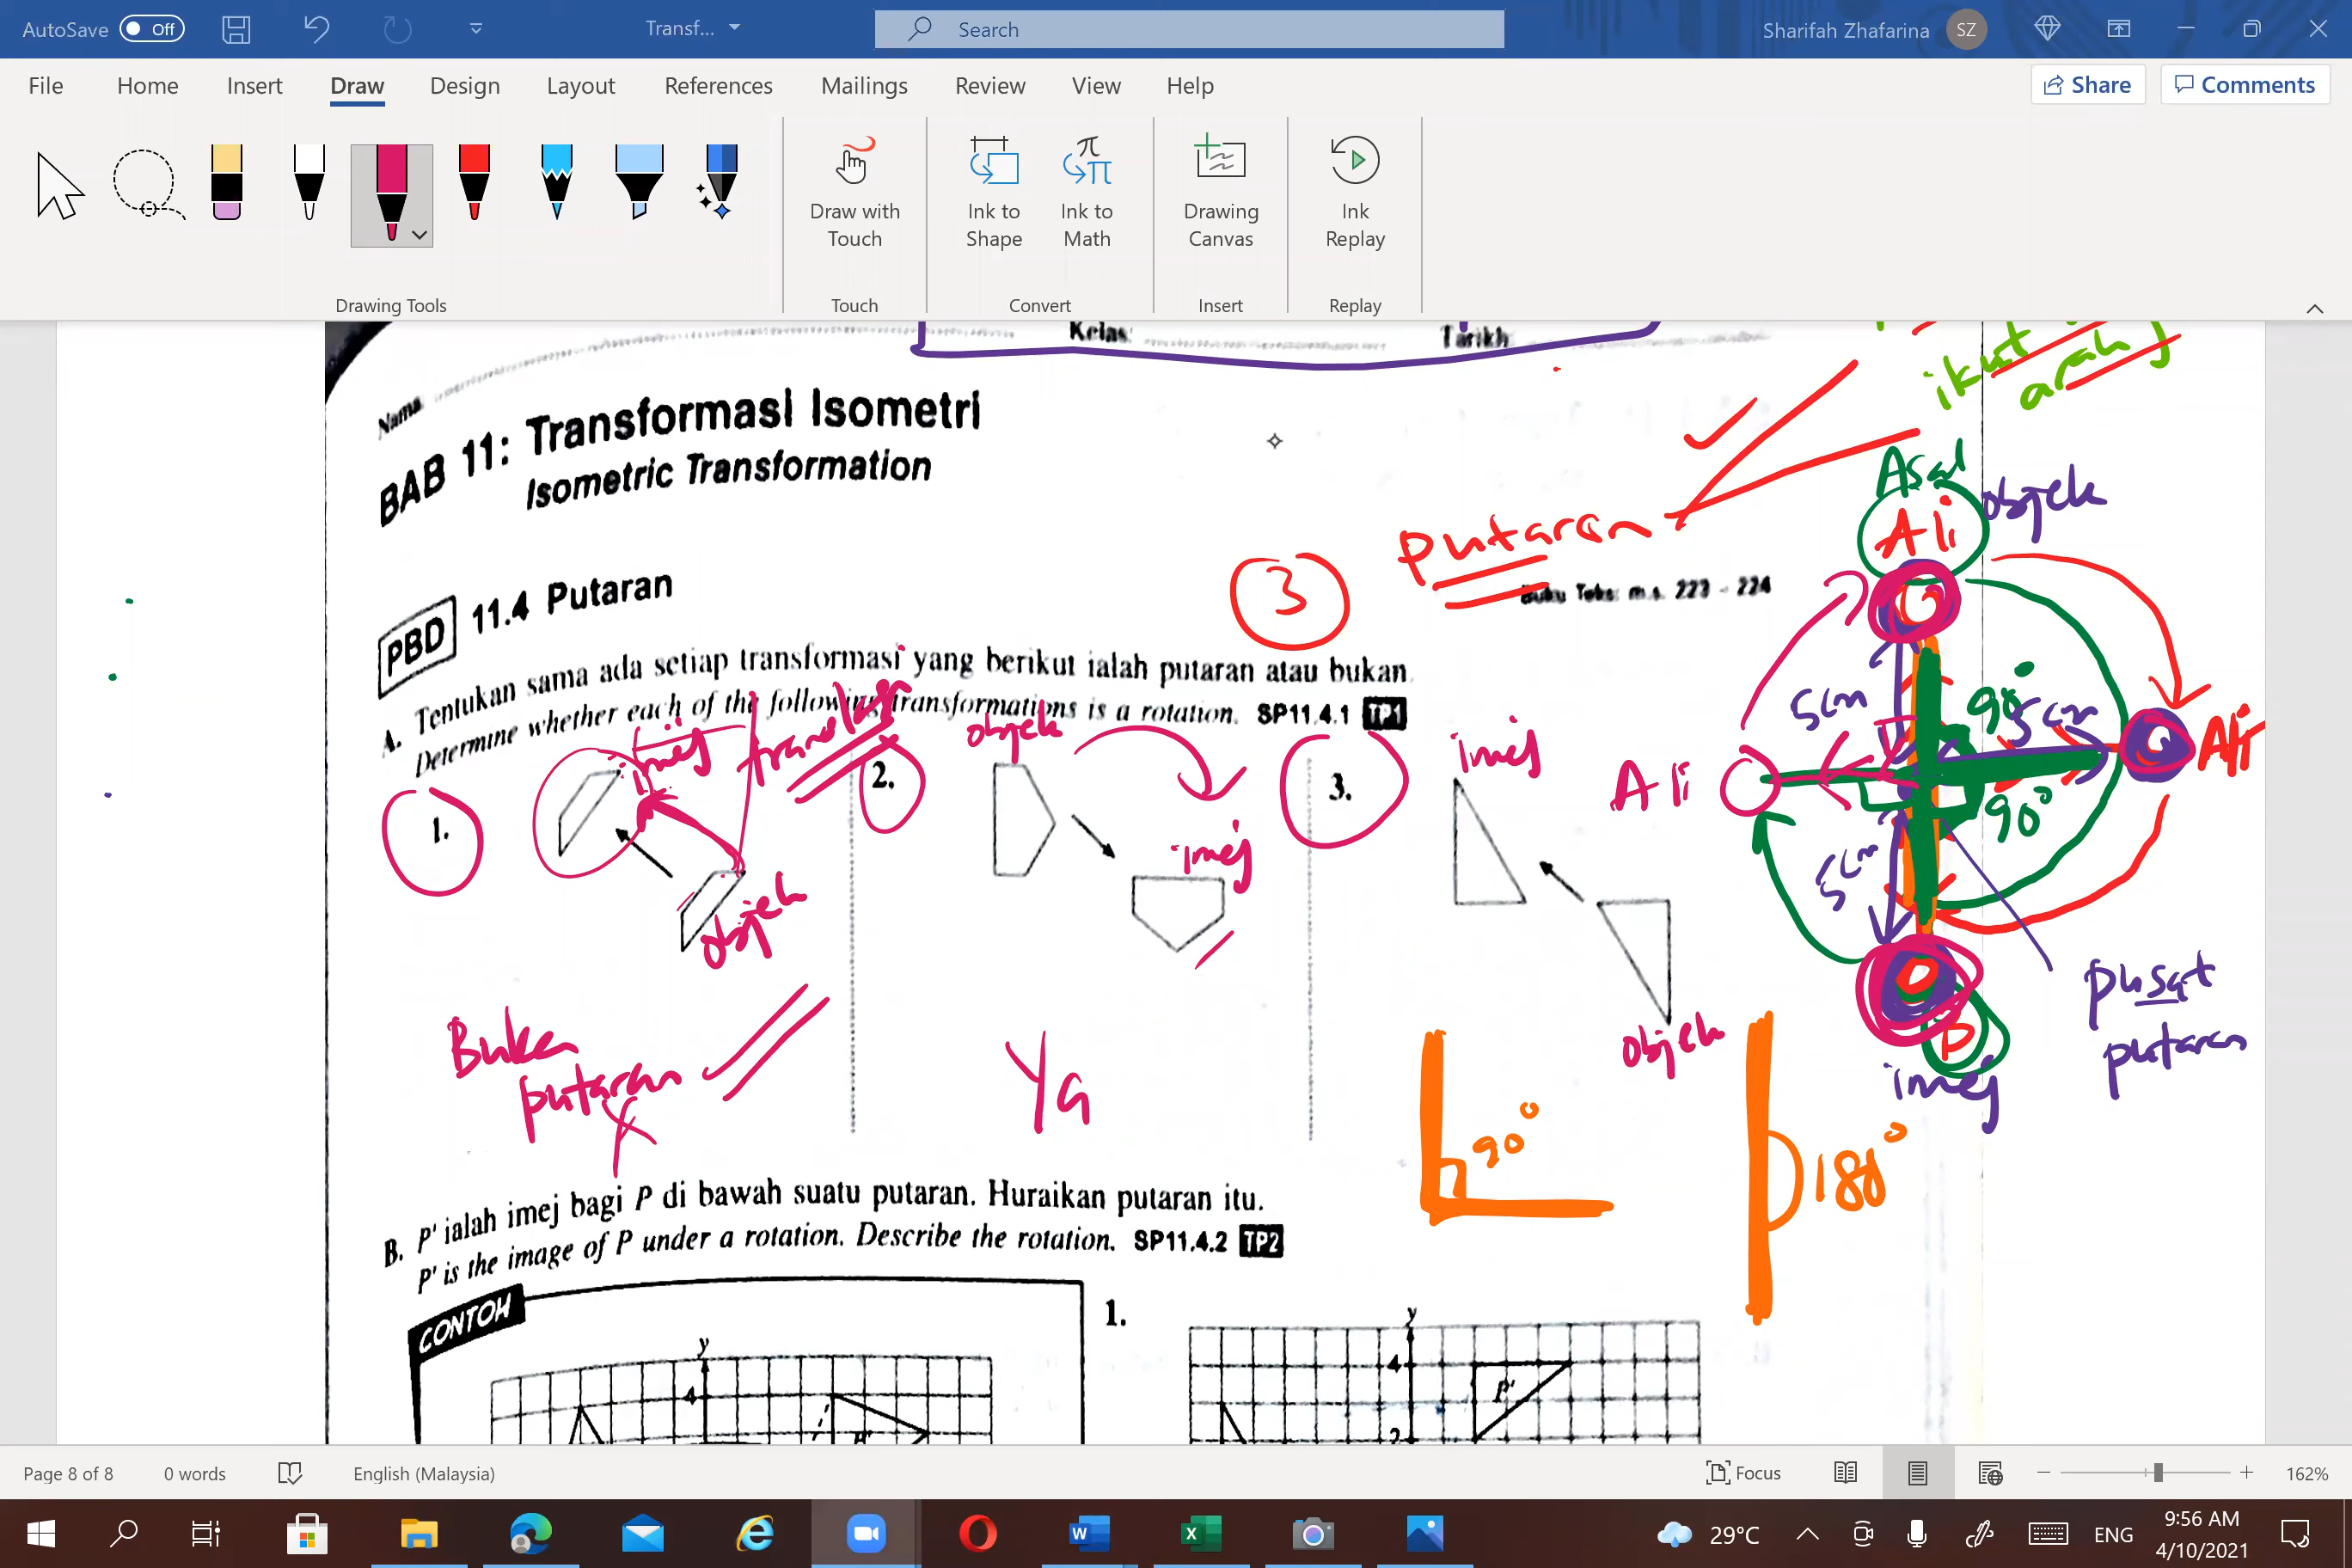 AutoSave Off Transf... Search Sharifah Zhafarina SZ
File Home Insert Draw Design Layout References Mailings Review View Help Share Comments
Draw with Touch
Ink to Shape
Ink to Math
Drawing Canvas
Ink Replay
Drawing Tools Touch Convert Insert Replay
Kelas: Tarikh:
ikut arah
Nama
BAB 11: Transformasi Isometri
Isometric Transformation
Asal
Ali objek
3 putaran
Buku Teks: m.s. 223 - 224
PBD 11.4 Putaran
A. Tentukan sama ada setiap transformasi yang berikut ialah putaran atau bukan.
Determine whether each of the following transformations is a rotation. SP11.4.1 TP1
5cm 90° 5cm
Ali
Ali
90°
5cm
1. imej translasi
objek
2. objek
imej
3. imej
objek
pusat putaran
imej
Bukan putaran
Ya
90°
180°
B. P' ialah imej bagi P di bawah suatu putaran. Huraikan putaran itu.
P' is the image of P under a rotation. Describe the rotation. SP11.4.2 TP2
CONTOH
y
4
1.
y
4
P'
2
Page 8 of 8 0 words English (Malaysia) Focus 162%
29°C ENG 9:56 AM
4/10/2021